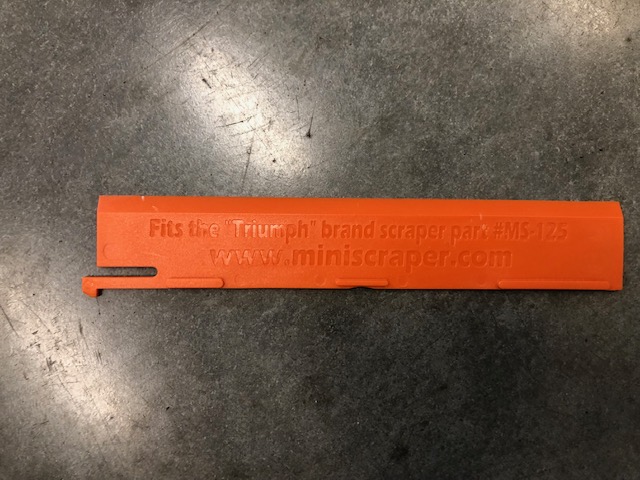 Fits the "Triumph" brand scraper part #MS-125
www.miniscraper.com